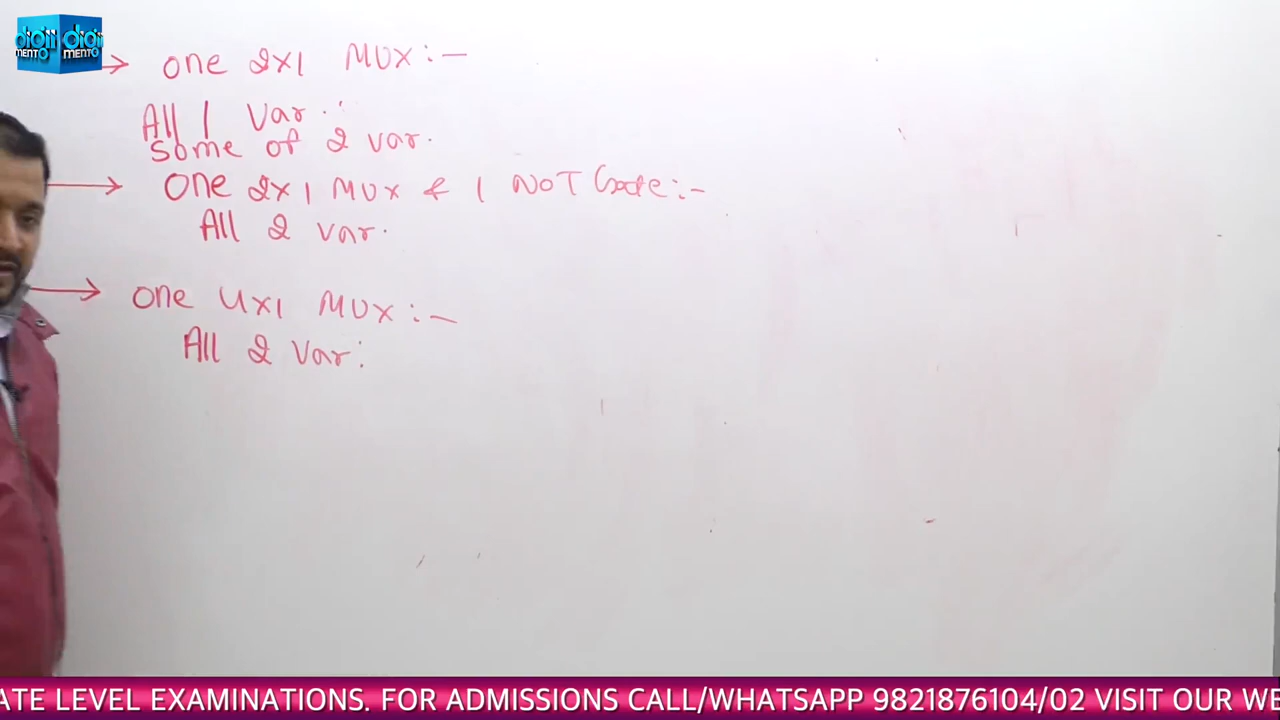 digii digii
MENTO MENTO
→ one 2x1 MUX :-
All 1 var.
Some of 2 var.
→ One 2x1 MUX & 1 NOT Gate :-
All 2 var.
→ One 4x1 MUX :-
All 2 var:
ATE LEVEL EXAMINATIONS. FOR ADMISSIONS CALL/WHATSAPP 9821876104/02 VISIT OUR WE